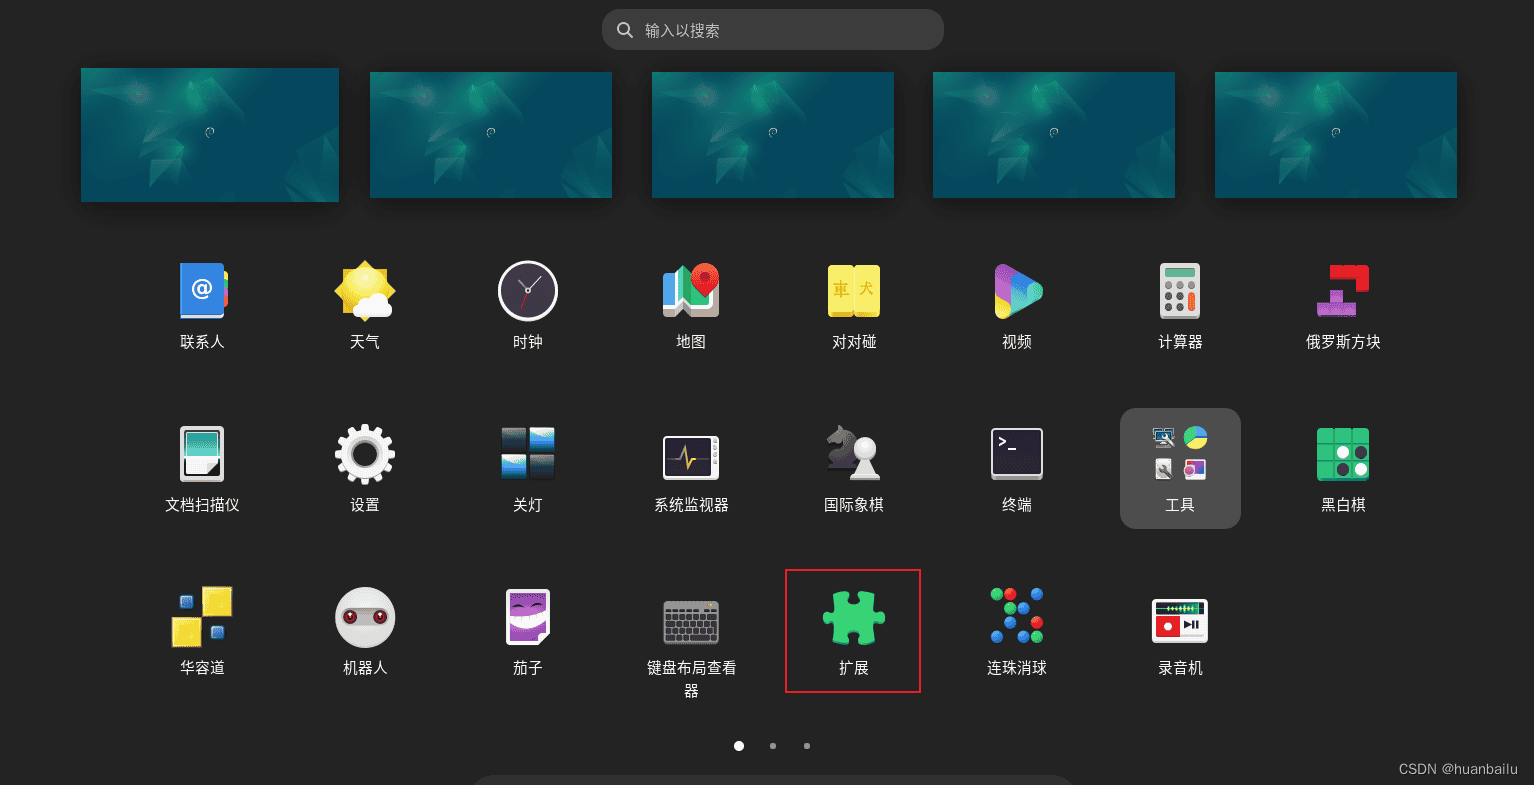 输入以搜索
@
車 犬
联系人
天气
时钟
地图
对对碰
视频
计算器
俄罗斯方块
>_
文档扫描仪
设置
关灯
系统监视器
国际象棋
终端
工具
黑白棋
华容道
机器人
茄子
键盘布局查看
器
扩展
连珠消球
录音机
CSDN @huanbailu